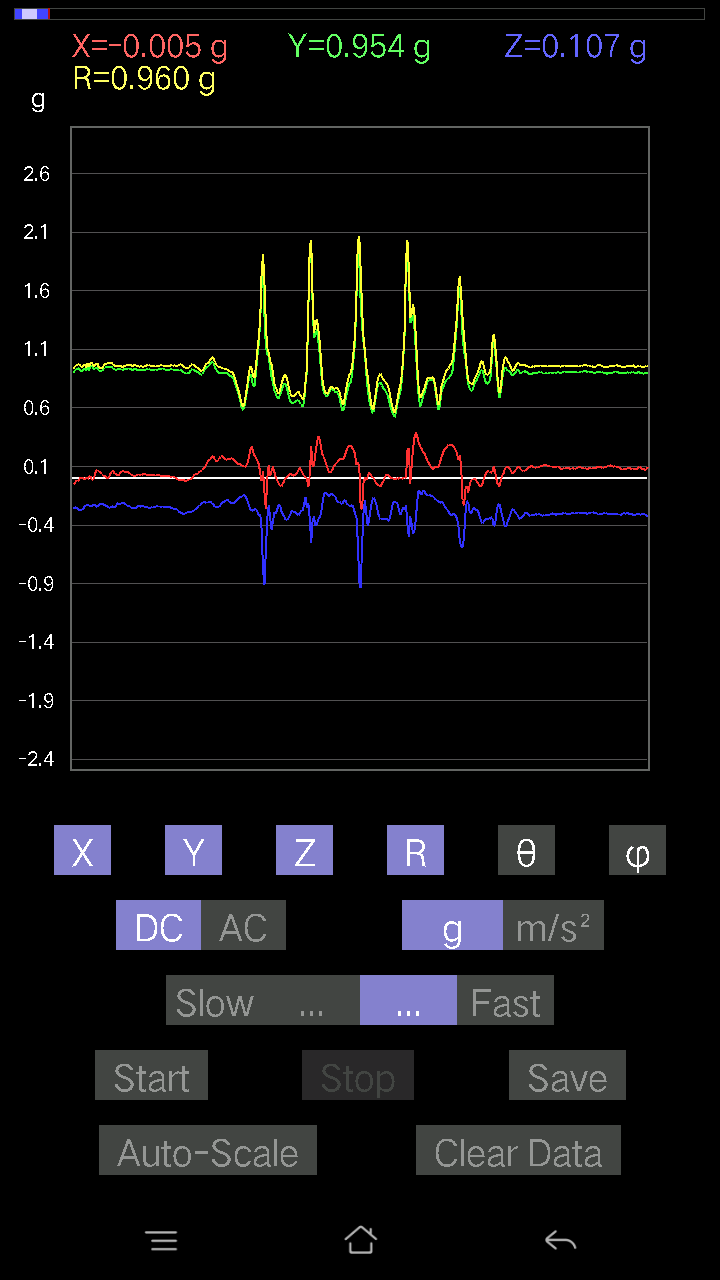 X=-0.005 g Y=0.954 g Z=0.107 g
R=0.960 g
g
2.6
2.1
1.6
1.1
0.6
0.1
-0.4
-0.9
-1.4
-1.9
-2.4
X Y Z R θ φ
DC AC g m/s²
Slow ... ... Fast
Start Stop Save
Auto-Scale Clear Data